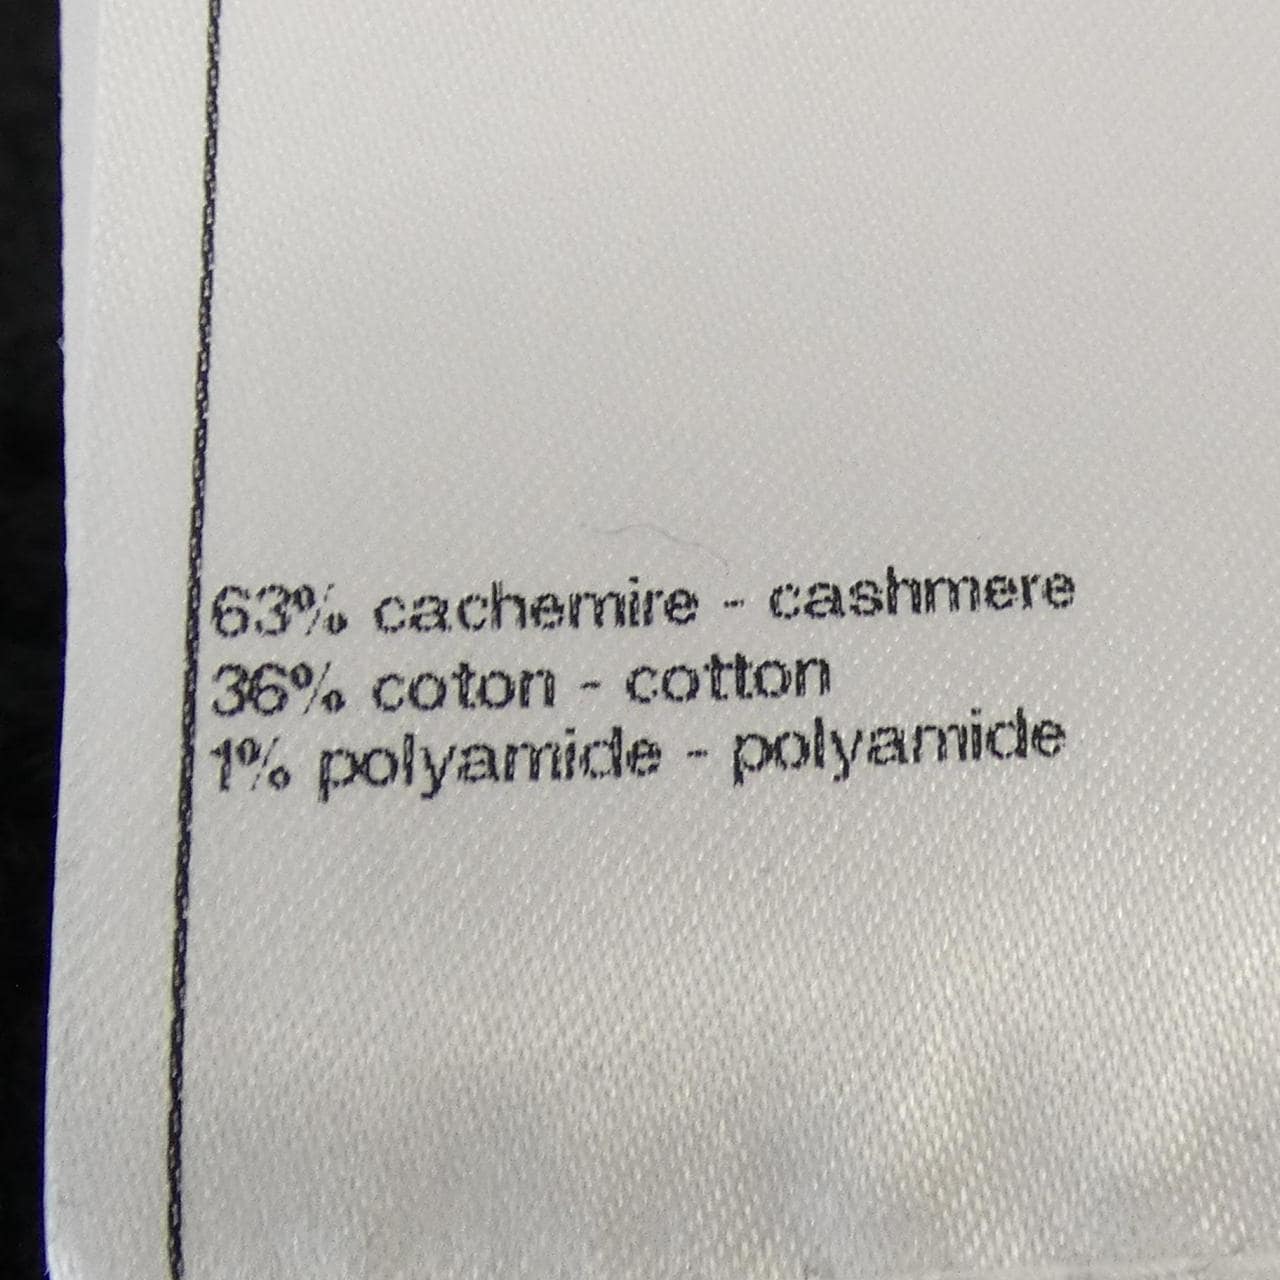 63% cachemire - cashmere
36% coton - cotton
1% polyamide - polyamide